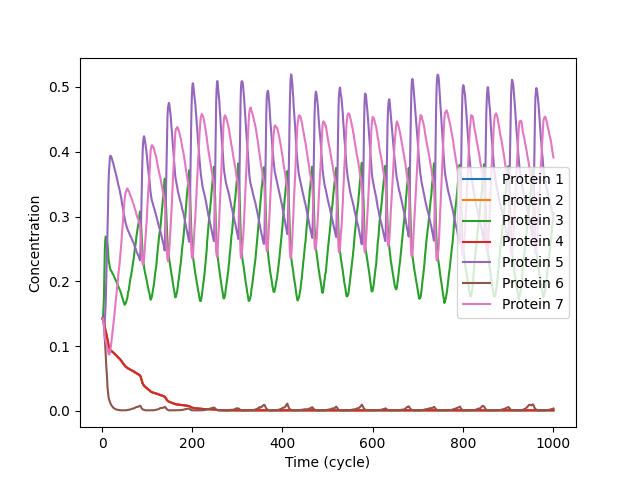 0.5
0.4
0.3
0.2
0.1
0.0
Concentration
0
200
400
600
800
1000
Time (cycle)
Protein 1
Protein 2
Protein 3
Protein 4
Protein 5
Protein 6
Protein 7